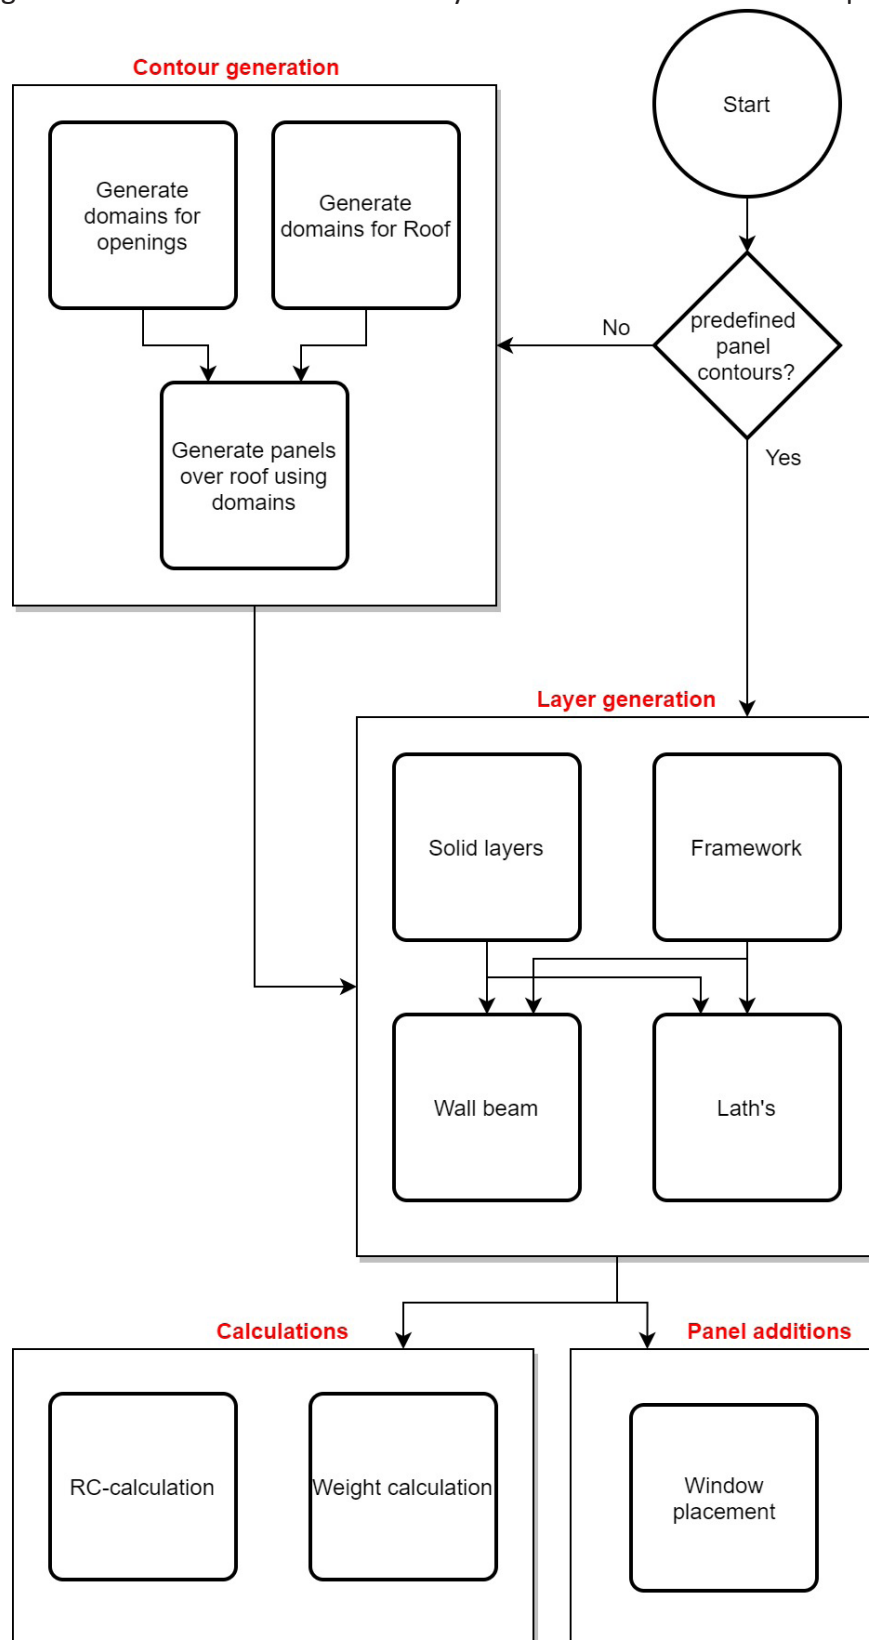 Start
Contour generation
Generate
domains for
openings
Generate
domains for Roof
predefined
panel
contours?
No
Yes
Generate panels
over roof using
domains
Layer generation
Solid layers
Framework
Wall beam
Lath's
Calculations
Panel additions
RC-calculation
Weight calculation
Window
placement